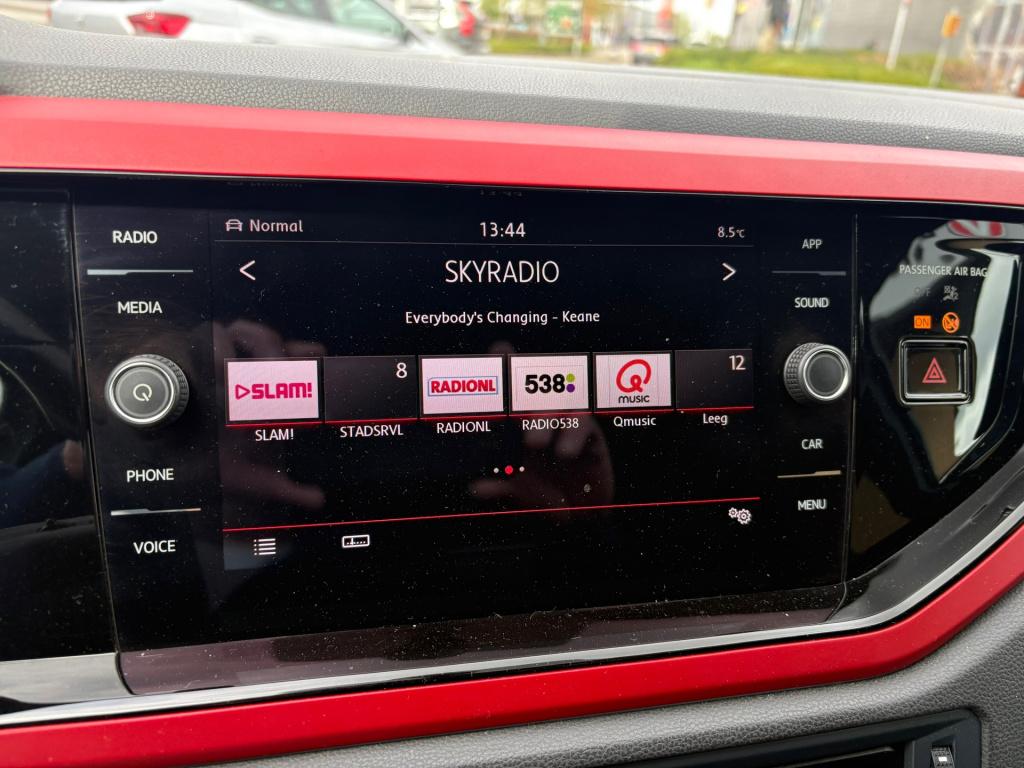 Normal
13:44
8.5°C
RADIO
MEDIA
PHONE
VOICE
<
SKYRADIO
>
Everybody's Changing - Keane
SLAM!
8
RADIONL
538
Q
MUSIC
12
SLAM!
STADSRVL
RADIONL
RADIO538
Qmusic
Leeg
APP
SOUND
CAR
MENU
PASSENGER AIR BAG
OFF
ON